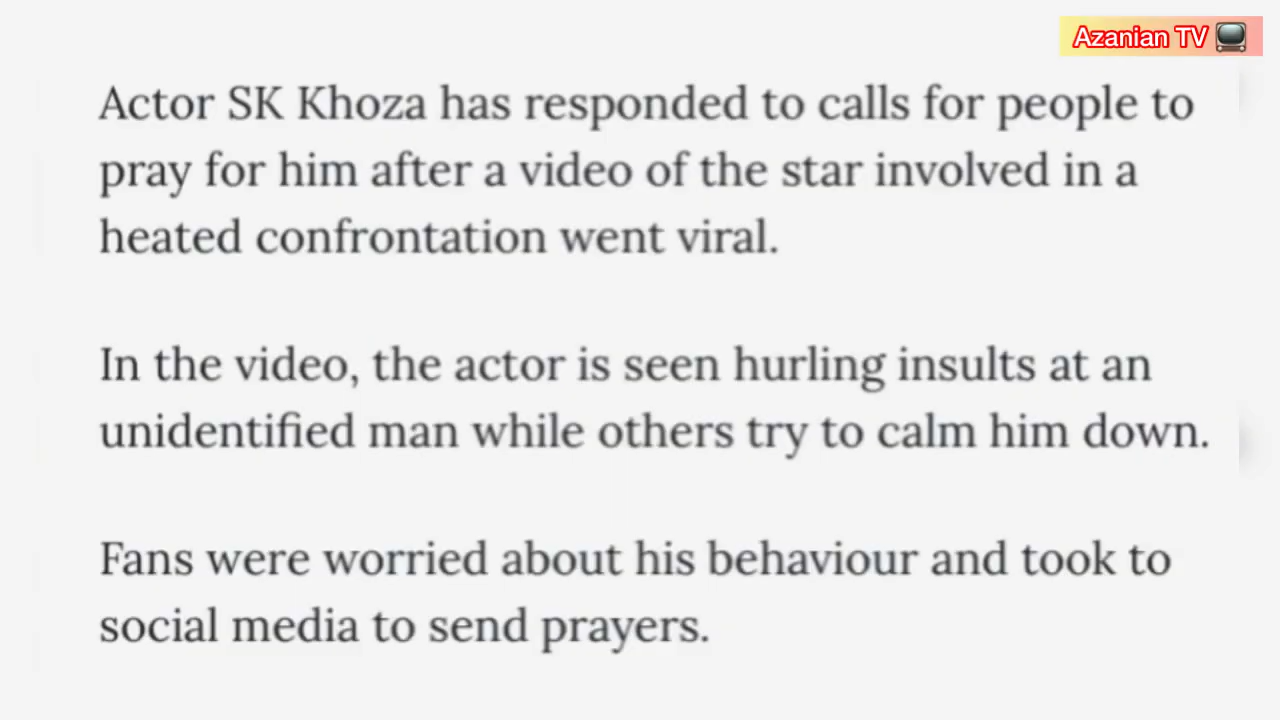 Azanian TV
Actor SK Khoza has responded to calls for people to
pray for him after a video of the star involved in a
heated confrontation went viral.
In the video, the actor is seen hurling insults at an
unidentified man while others try to calm him down.
Fans were worried about his behaviour and took to
social media to send prayers.